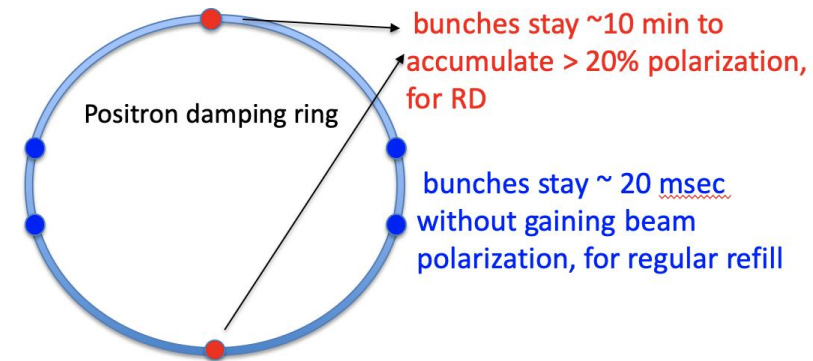 bunches stay ~10 min to
accumulate > 20% polarization,
for RD
Positron damping ring
bunches stay ~ 20 msec
without gaining beam
polarization, for regular refill